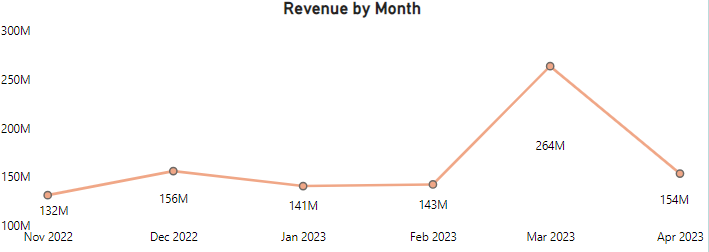 Revenue by Month
300M
250M
200M
150M
100M
132M
156M
141M
143M
264M
154M
Nov 2022 Dec 2022 Jan 2023 Feb 2023 Mar 2023 Apr 2023